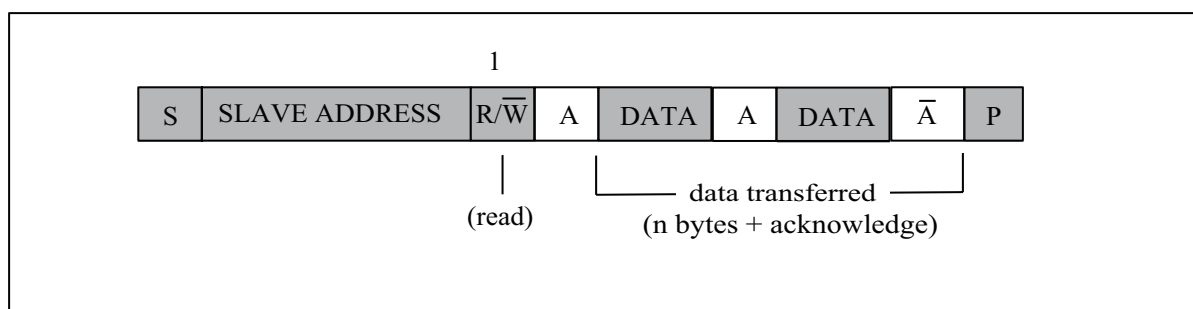 1
S SLAVE ADDRESS R/W̅ A DATA A DATA A̅ P
(read)
data transferred
(n bytes + acknowledge)